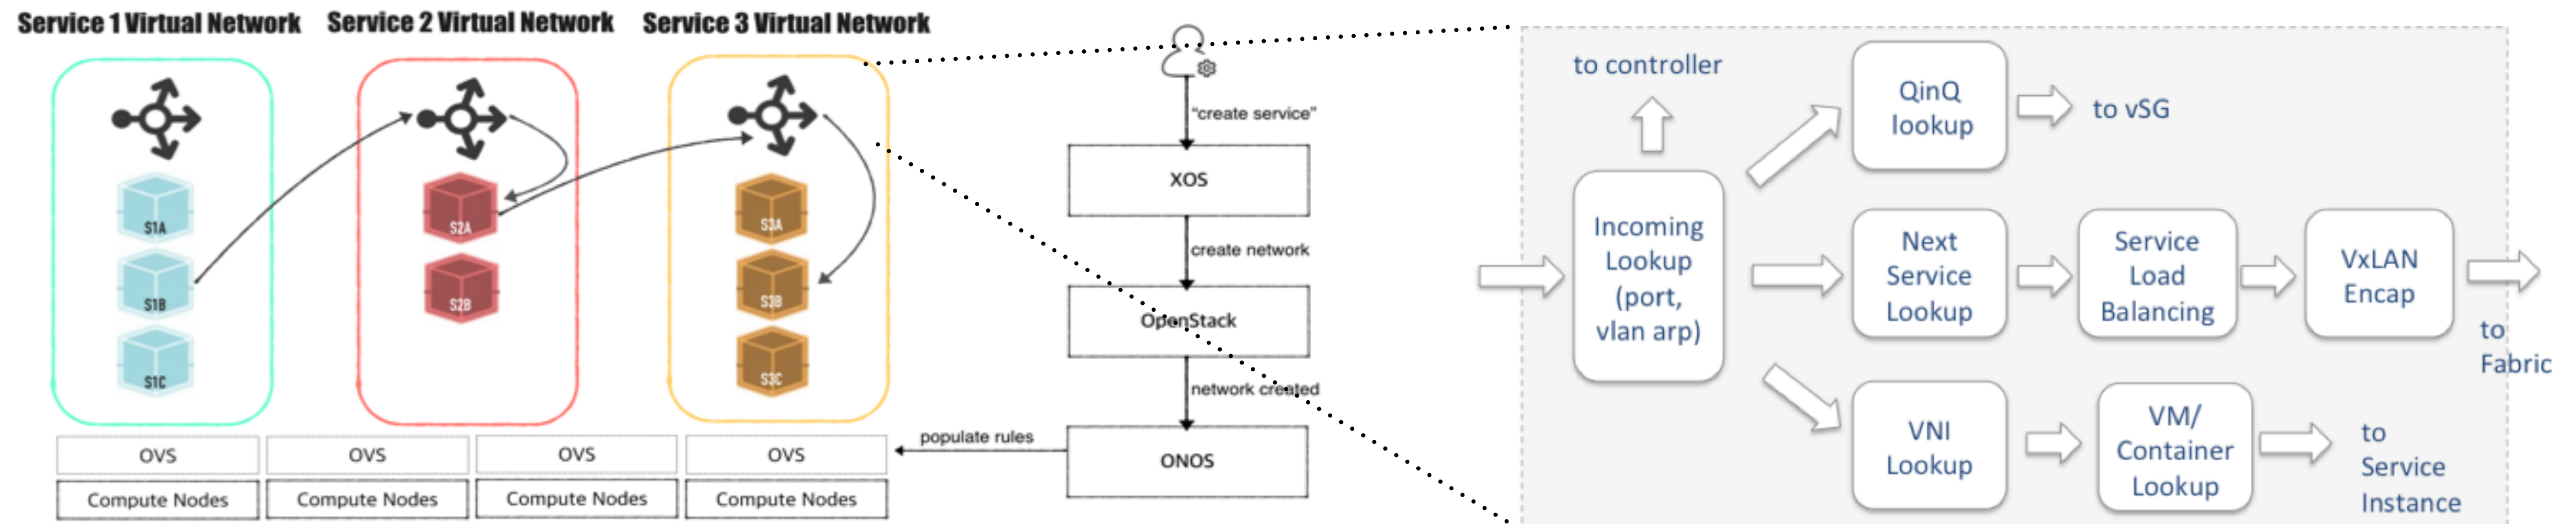 Service 1 Virtual Network
Service 2 Virtual Network
Service 3 Virtual Network
S1A
S1B
S1C
S2A
S2B
S3A
S3B
S3C
OVS
OVS
OVS
OVS
Compute Nodes
Compute Nodes
Compute Nodes
Compute Nodes
"create service"
XOS
create network
OpenStack
network created
ONOS
populate rules
to controller
Incoming
Lookup
(port,
vlan arp)
QinQ
lookup
to vSG
Next
Service
Lookup
Service
Load
Balancing
VxLAN
Encap
to
Fabric
VNI
Lookup
VM/
Container
Lookup
to
Service
Instance